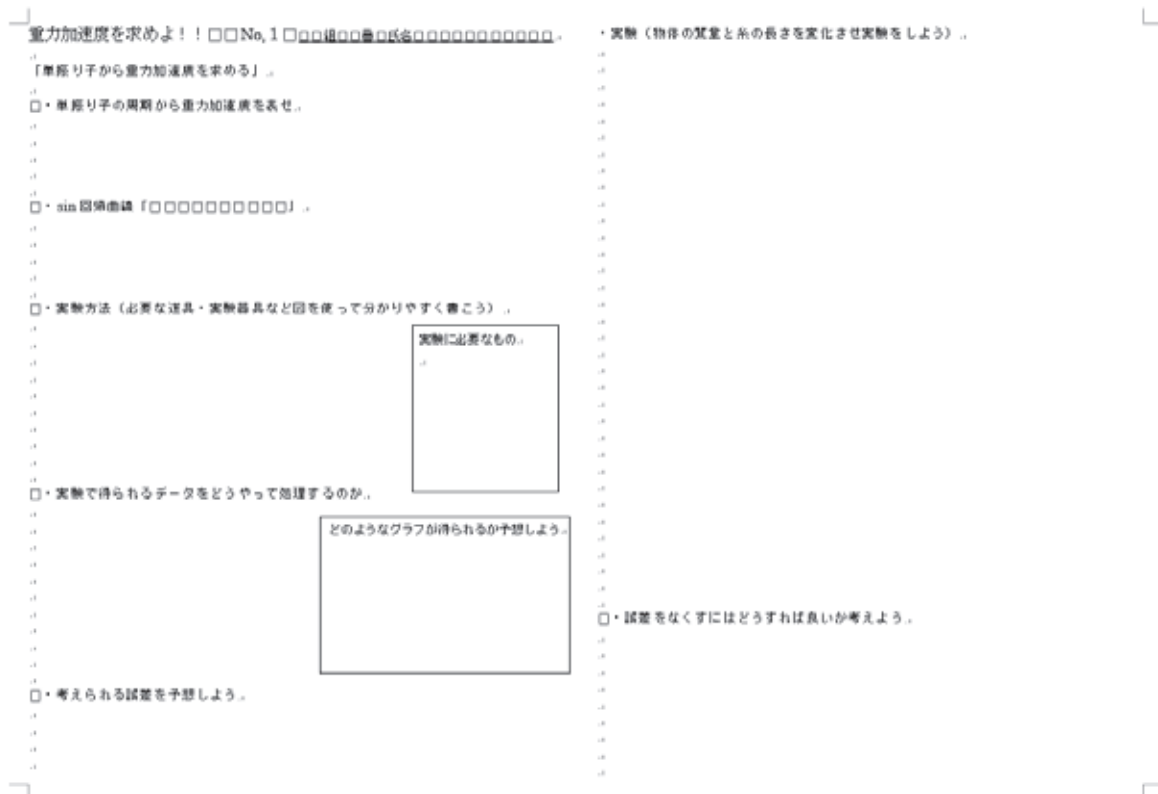 重力加速度を求めよ！！□□No, 1 □□□組□□番□氏名□□□□□□□□□□□
「単振り子から重力加速度を求める」
□・単振り子の周期から重力加速度を表せ
□・sin 回帰曲線「□□□□□□□□□□」
□・実験方法（必要な道具・実験器具など図を使って分かりやすく書こう）
実験に必要なもの
□・実験で得られるデータをどうやって処理するのか
どのようなグラフが得られるか予想しよう
□・考えられる誤差を予想しよう
・実験（物体の質量と糸の長さを変化させ実験をしよう）
□・誤差をなくすにはどうすれば良いか考えよう